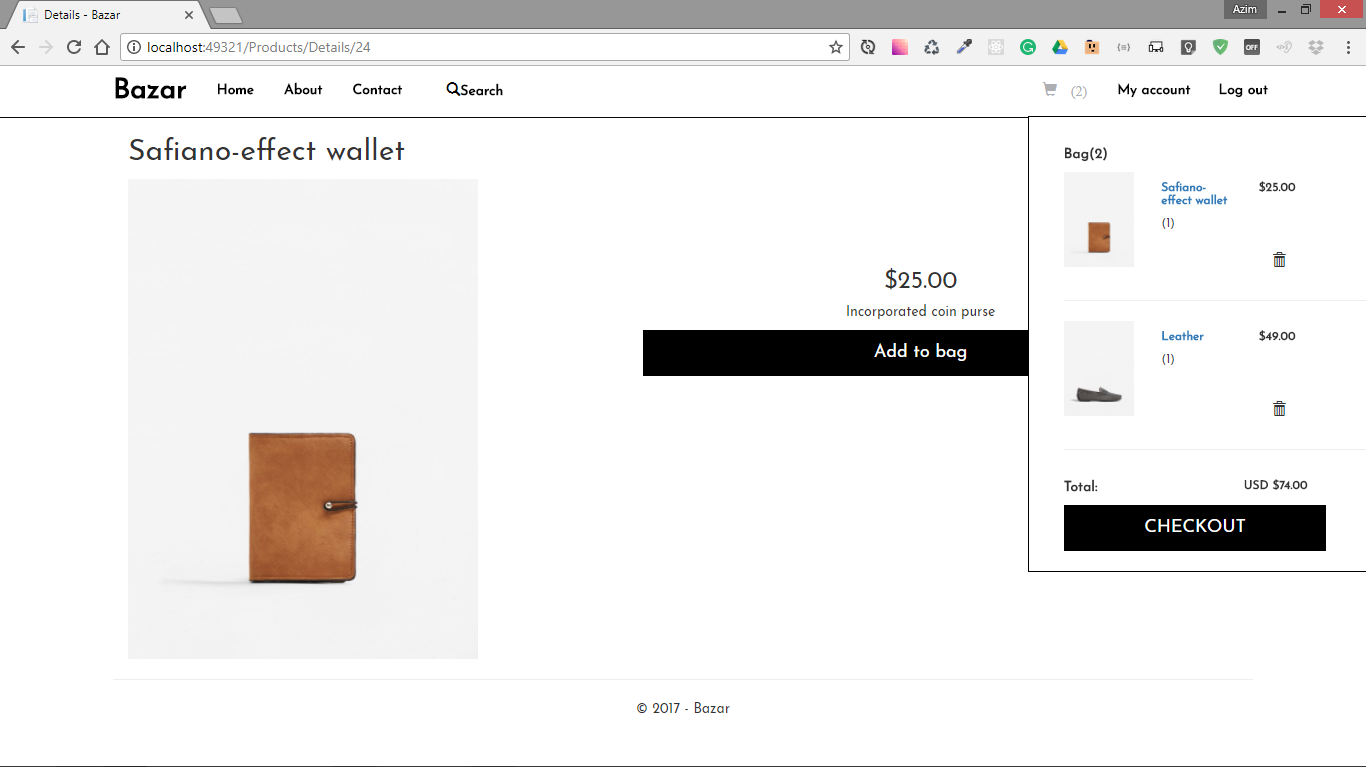 Details - Bazar
Azim
localhost:49321/Products/Details/24
OFF
Bazar Home About Contact Search (2) My account Log out
Safiano-effect wallet
$25.00
Incorporated coin purse
Add to bag
Bag(2)
Safiano- $25.00
effect wallet
(1)
Leather $49.00
(1)
Total: USD $74.00
CHECKOUT
© 2017 - Bazar